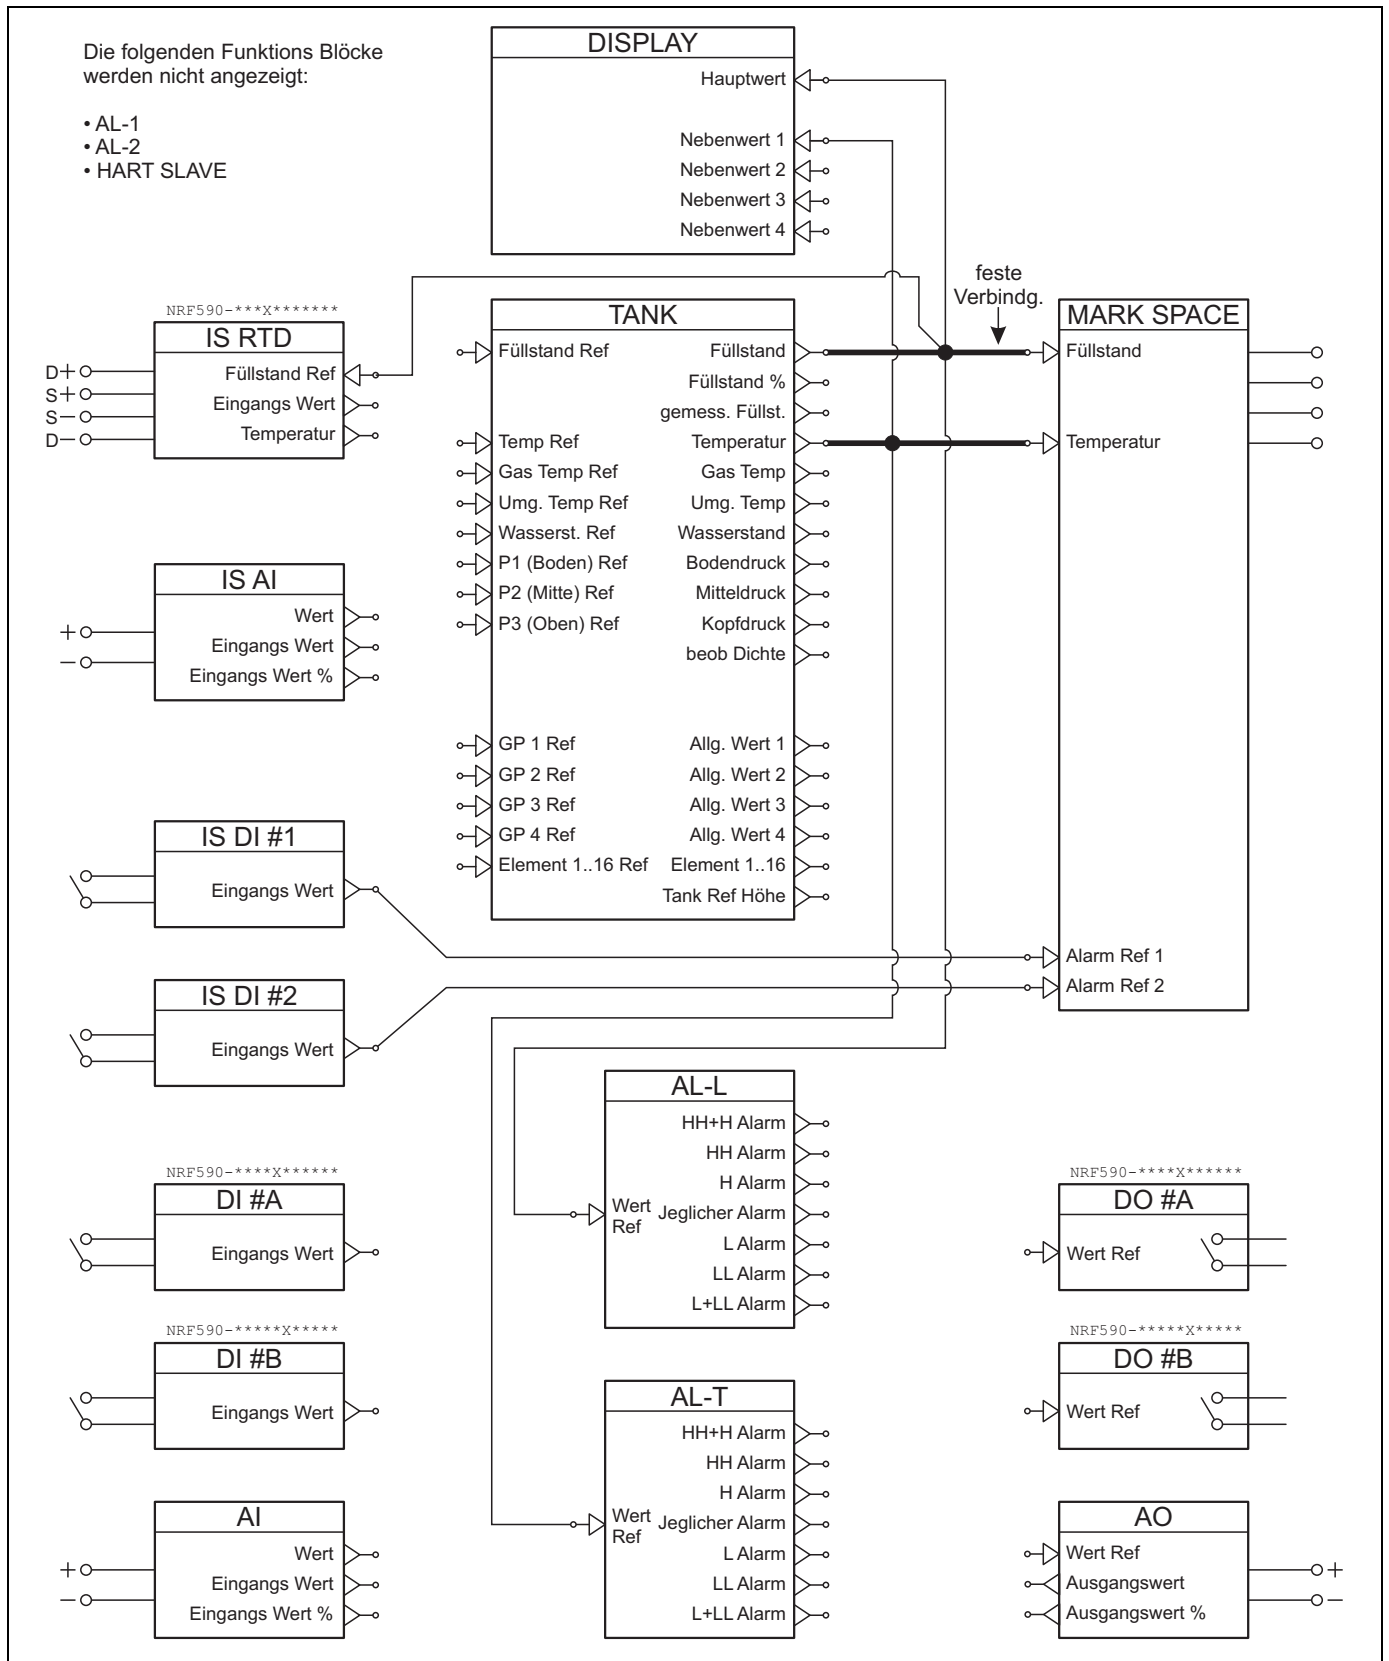 Die folgenden Funktions Blöcke
werden nicht angezeigt:
• AL-1
• AL-2
• HART SLAVE
DISPLAY
Hauptwert
Nebenwert 1
Nebenwert 2
Nebenwert 3
Nebenwert 4
feste
Verbindg.
NRF590-***X*******
IS RTD
D+
S+
S−
D−
Füllstand Ref
Eingangs Wert
Temperatur
TANK
Füllstand Ref
Füllstand
Füllstand %
gemess. Füllst.
Temp Ref
Temperatur
Gas Temp Ref
Gas Temp
Umg. Temp Ref
Umg. Temp
Wasserst. Ref
Wasserstand
P1 (Boden) Ref
Bodendruck
P2 (Mitte) Ref
Mitteldruck
P3 (Oben) Ref
Kopfdruck
beob Dichte
GP 1 Ref
Allg. Wert 1
GP 2 Ref
Allg. Wert 2
GP 3 Ref
Allg. Wert 3
GP 4 Ref
Allg. Wert 4
Element 1..16 Ref
Element 1..16
Tank Ref Höhe
MARK SPACE
Füllstand
Temperatur
Alarm Ref 1
Alarm Ref 2
IS AI
+
−
Wert
Eingangs Wert
Eingangs Wert %
IS DI #1
Eingangs Wert
IS DI #2
Eingangs Wert
AL-L
HH+H Alarm
HH Alarm
H Alarm
Wert
Ref
Jeglicher Alarm
L Alarm
LL Alarm
L+LL Alarm
NRF590-****X******
DI #A
Eingangs Wert
NRF590-****X******
DO #A
Wert Ref
NRF590-*****X*****
DI #B
Eingangs Wert
NRF590-*****X*****
DO #B
Wert Ref
AL-T
HH+H Alarm
HH Alarm
H Alarm
Wert
Ref
Jeglicher Alarm
L Alarm
LL Alarm
L+LL Alarm
AI
+
−
Wert
Eingangs Wert
Eingangs Wert %
AO
Wert Ref
Ausgangswert
Ausgangswert %
+
−